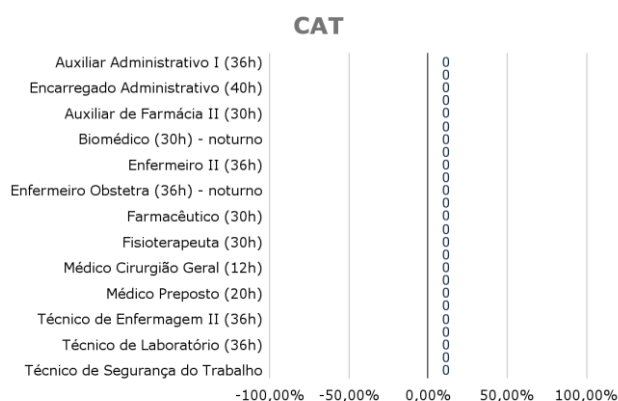 CAT
Auxiliar Administrativo I (36h) 0
0
Encarregado Administrativo (40h) 0
0
Auxiliar de Farmácia II (30h) 0
0
Biomédico (30h) - noturno 0
0
Enfermeiro II (36h) 0
0
Enfermeiro Obstetra (36h) - noturno 0
0
Farmacêutico (30h) 0
0
Fisioterapeuta (30h) 0
0
Médico Cirurgião Geral (12h) 0
0
Médico Preposto (20h) 0
0
Técnico de Enfermagem II (36h) 0
0
Técnico de Laboratório (36h) 0
0
Técnico de Segurança do Trabalho 0
-100,00% -50,00% 0,00% 50,00% 100,00%